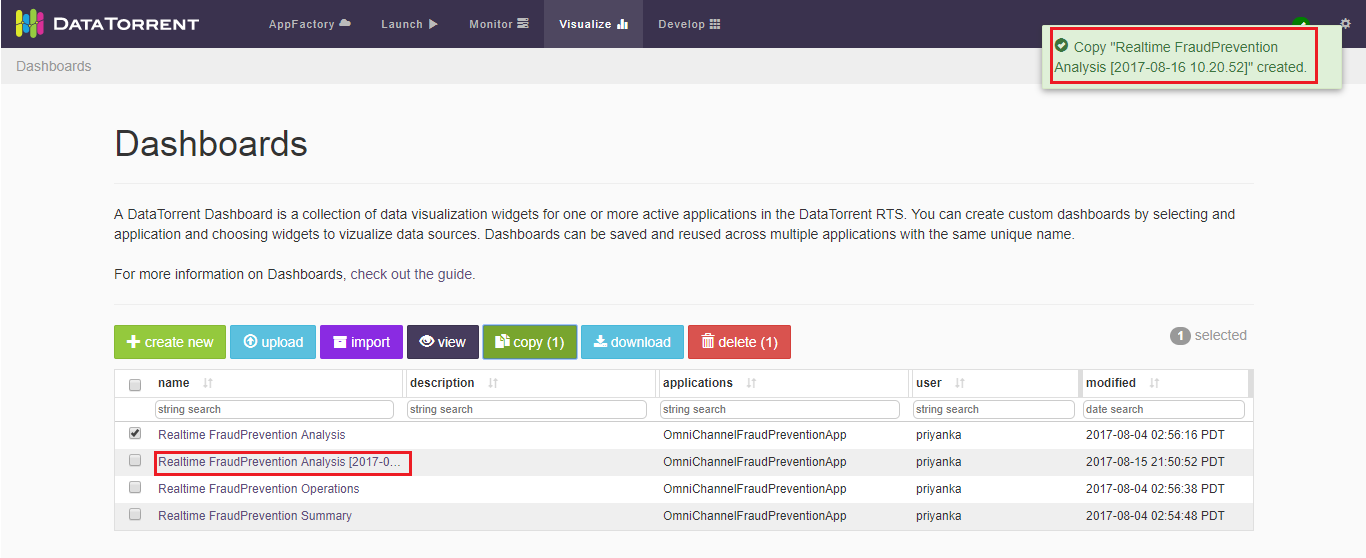 DATATORRENT
AppFactory Launch Monitor Visualize Develop
Dashboards
Copy "Realtime FraudPrevention
Analysis [2017-08-16 10.20.52]" created.
Dashboards
A DataTorrent Dashboard is a collection of data visualization widgets for one or more active applications in the DataTorrent RTS. You can create custom dashboards by selecting and
application and choosing widgets to vizualize data sources. Dashboards can be saved and reused across multiple applications with the same unique name.
For more information on Dashboards, check out the guide.
create new upload import view copy (1) download delete (1) 1 selected
name description applications user modified
string search string search string search string search date search
Realtime FraudPrevention Analysis OmniChannelFraudPreventionApp priyanka 2017-08-04 02:56:16 PDT
Realtime FraudPrevention Analysis [2017-0... OmniChannelFraudPreventionApp priyanka 2017-08-15 21:50:52 PDT
Realtime FraudPrevention Operations OmniChannelFraudPreventionApp priyanka 2017-08-04 02:56:38 PDT
Realtime FraudPrevention Summary OmniChannelFraudPreventionApp priyanka 2017-08-04 02:54:48 PDT